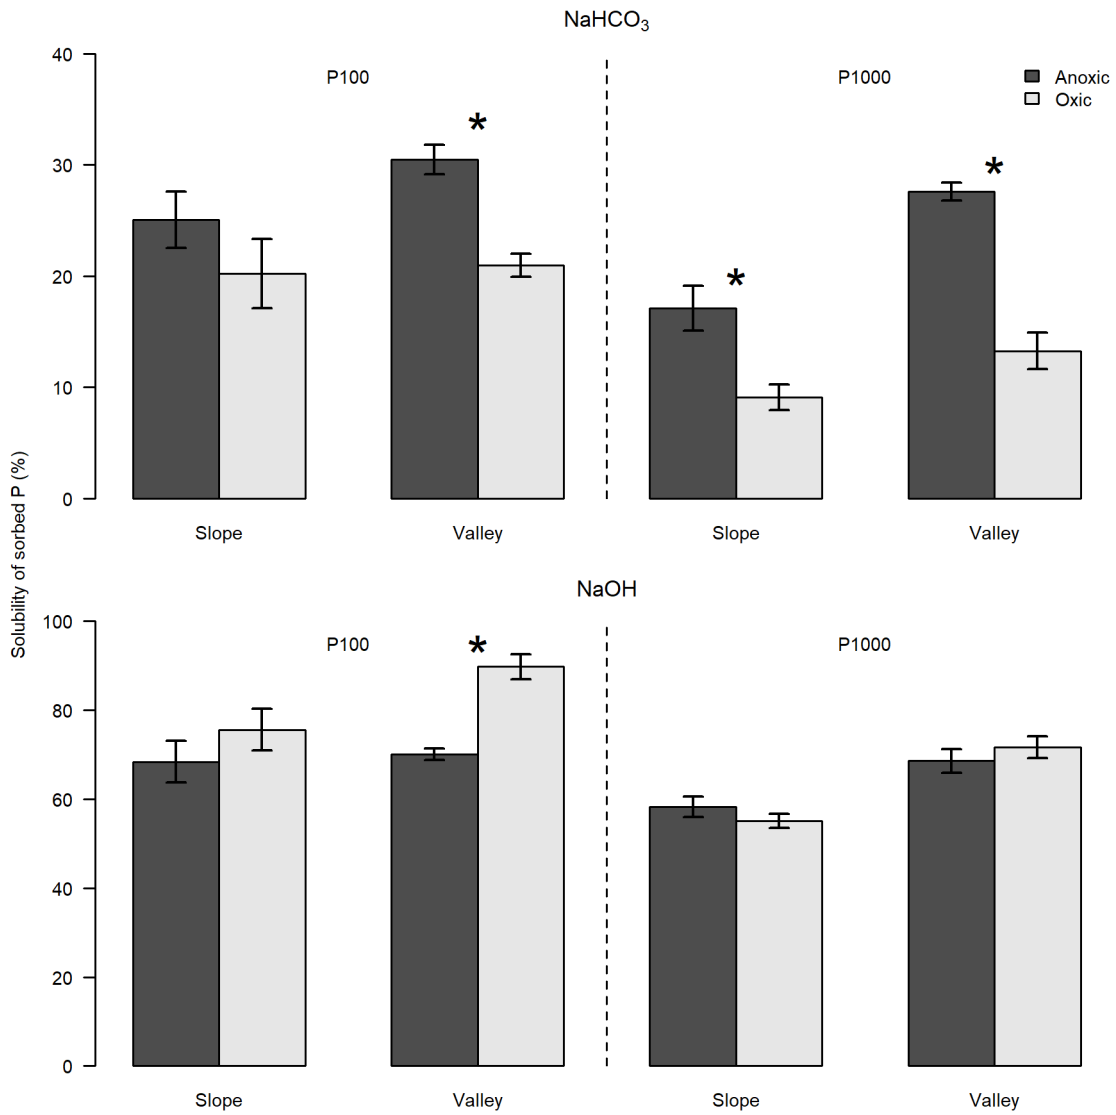 NaHCO₃
P100
P1000
Anoxic
Oxic
40
30
20
10
0
*
*
*
Slope
Valley
Slope
Valley
Solubility of sorbed P (%)
NaOH
P100
P1000
100
80
60
40
20
0
*
Slope
Valley
Slope
Valley